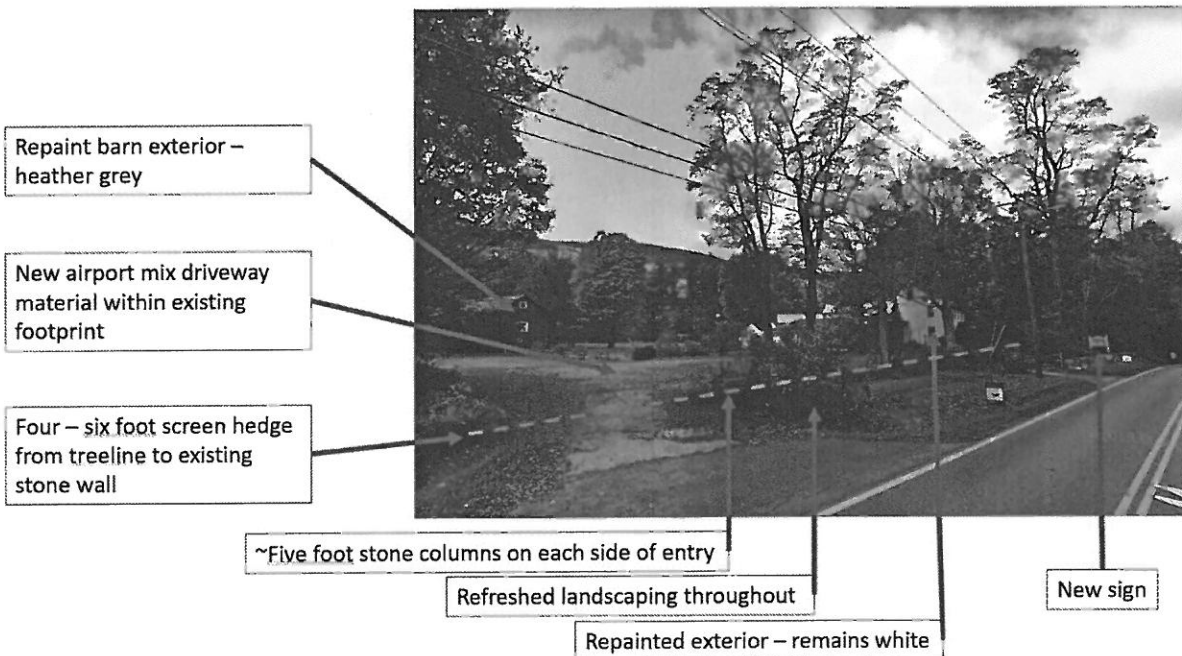 Repaint barn exterior –
heather grey
New airport mix driveway
material within existing
footprint
Four – six foot screen hedge
from treeline to existing
stone wall
~Five foot stone columns on each side of entry
Refreshed landscaping throughout
Repainted exterior – remains white
New sign